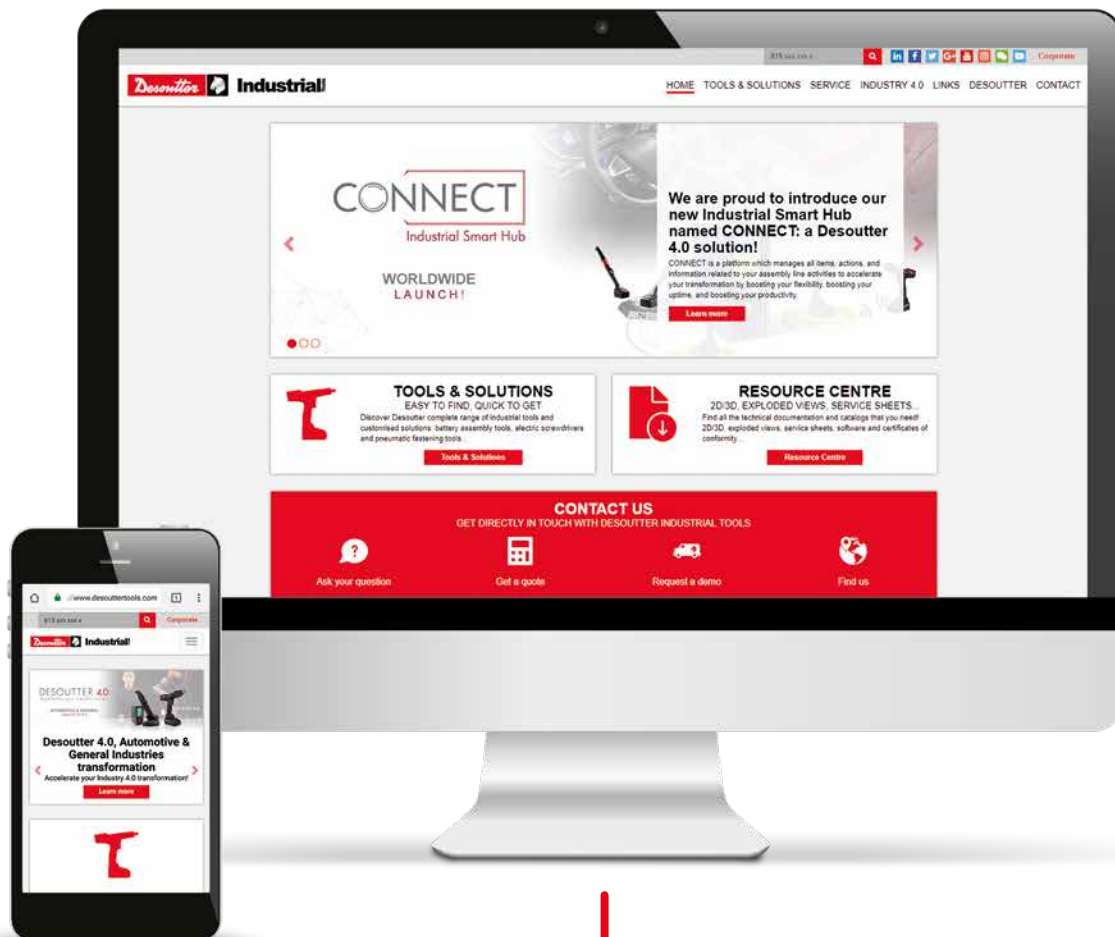 615 xxx xxx x
Corporate
Desoutter Industrial Tools
HOME TOOLS & SOLUTIONS SERVICE INDUSTRY 4.0 LINKS DESOUTTER CONTACT
CONNECT
Industrial Smart Hub
WORLDWIDE
LAUNCH!
We are proud to introduce our
new Industrial Smart Hub
named CONNECT: a Desoutter
4.0 solution!
CONNECT is a platform which manages all items, actions, and
information related to your assembly line activities to accelerate
your transformation by boosting your flexibility, boosting your
uptime, and boosting your productivity.
Learn more
TOOLS & SOLUTIONS
EASY TO FIND, QUICK TO GET
Discover Desoutter complete range of industrial tools and
customised solutions: battery assembly tools, electric screwdrivers
and pneumatic fastening tools...
Tools & Solutions
RESOURCE CENTRE
2D/3D, EXPLODED VIEWS, SERVICE SHEETS...
Find all the technical documentation and catalogs that you need!
2D/3D, exploded views, service sheets, software and certificates of
conformity...
Resource Centre
CONTACT US
GET DIRECTLY IN TOUCH WITH DESOUTTER INDUSTRIAL TOOLS
Ask your question
Get a quote
Request a demo
Find us
//www.desouttertools.com
1
615 xxx xxx x
Corporate
Desoutter Industrial
DESOUTTER 4.0
Desoutter 4.0, Automotive &
General Industries
transformation
Accelerate your Industry 4.0 transformation!
Learn more